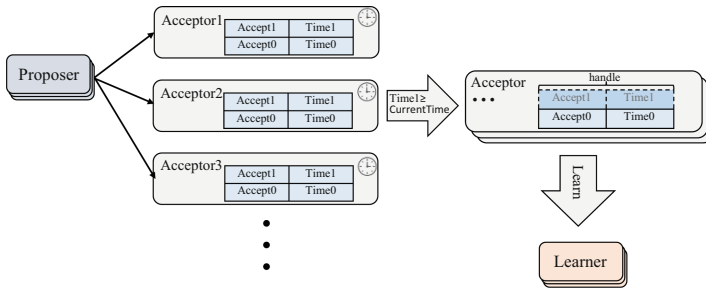 Proposer
Acceptor1
Accept1 Time1
Accept0 Time0
Acceptor2
Accept1 Time1
Accept0 Time0
Acceptor3
Accept1 Time1
Accept0 Time0
Time1≥
CurrentTime
Acceptor
handle
Accept1 Time1
Accept0 Time0
Learn
Learner